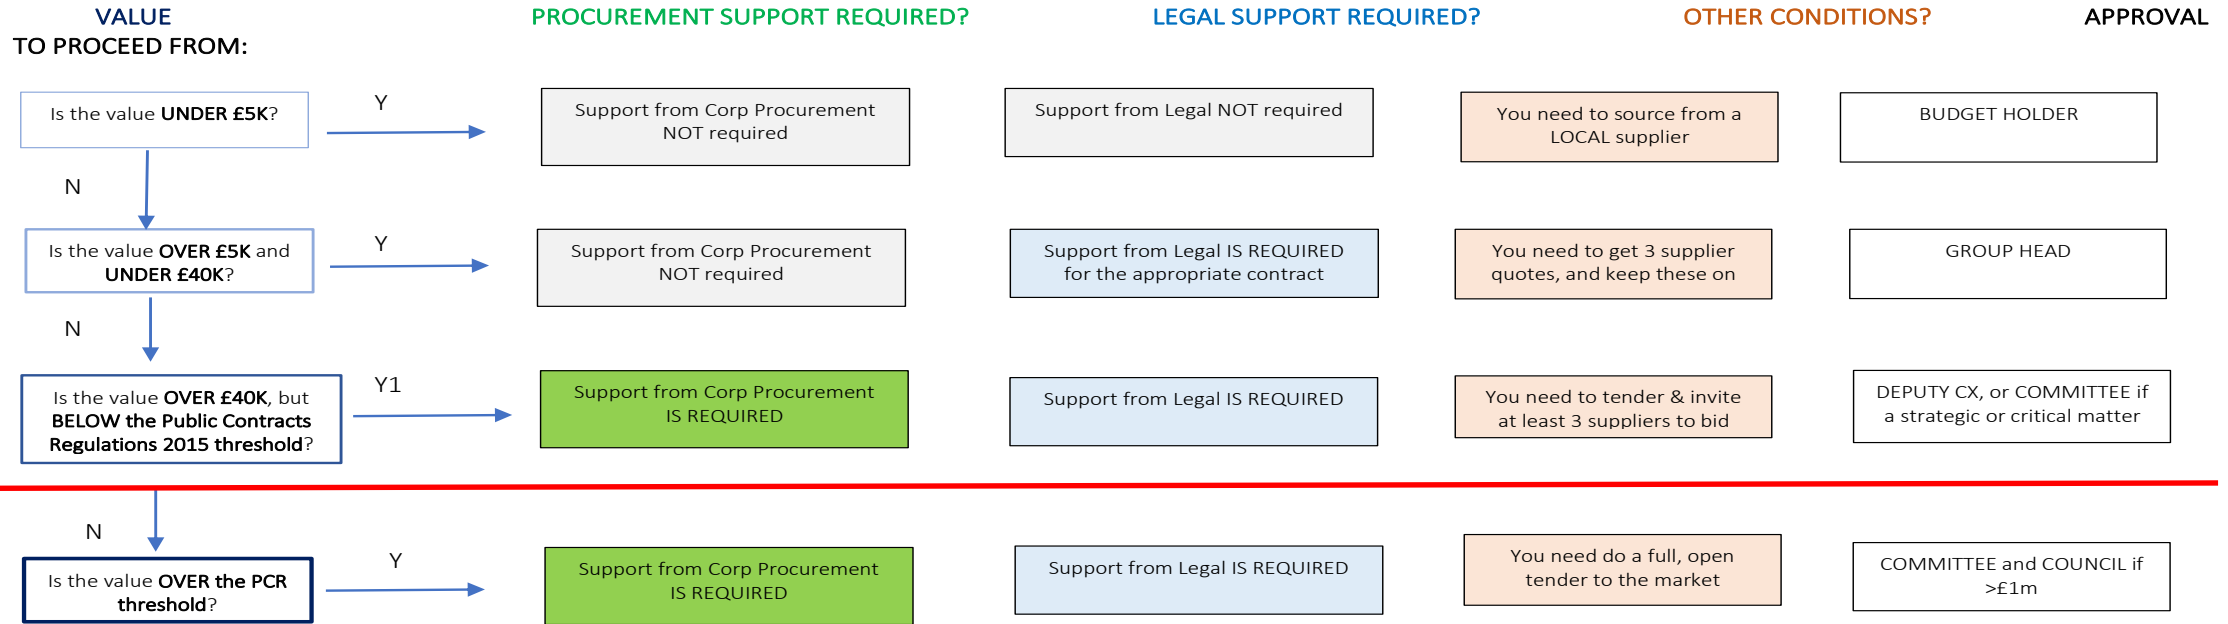 VALUE
PROCUREMENT SUPPORT REQUIRED?
LEGAL SUPPORT REQUIRED?
OTHER CONDITIONS?
APPROVAL
TO PROCEED FROM:
Is the value UNDER £5K?
Y
Support from Corp Procurement
NOT required
Support from Legal NOT required
You need to source from a
LOCAL supplier
BUDGET HOLDER
N
Is the value OVER £5K and
UNDER £40K?
Y
Support from Corp Procurement
NOT required
Support from Legal IS REQUIRED
for the appropriate contract
You need to get 3 supplier
quotes, and keep these on
GROUP HEAD
N
Is the value OVER £40K, but
BELOW the Public Contracts
Regulations 2015 threshold?
Y1
Support from Corp Procurement
IS REQUIRED
Support from Legal IS REQUIRED
You need to tender & invite
at least 3 suppliers to bid
DEPUTY CX, or COMMITTEE if
a strategic or critical matter
N
Is the value OVER the PCR
threshold?
Y
Support from Corp Procurement
IS REQUIRED
Support from Legal IS REQUIRED
You need do a full, open
tender to the market
COMMITTEE and COUNCIL if
>£1m